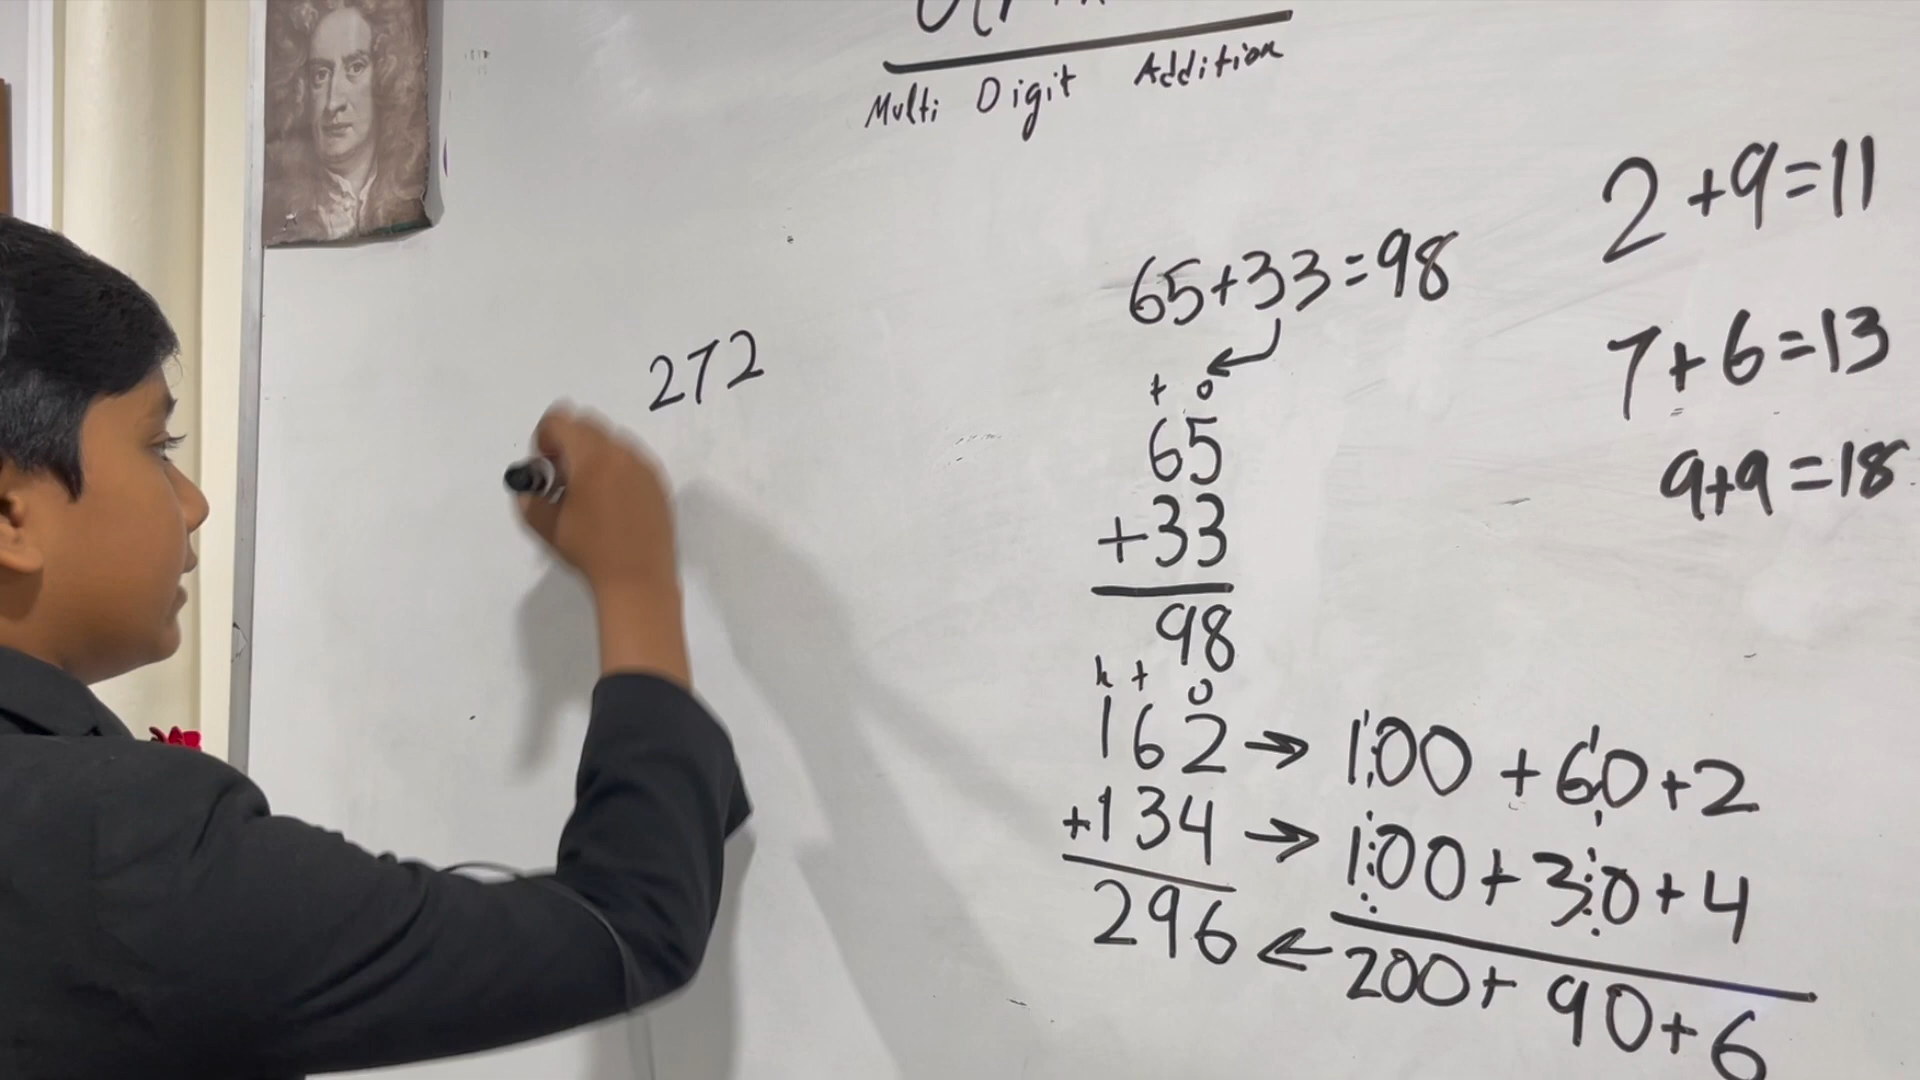 Multi Digit Addition
2+9=11
65+33=98
7+6=13
272
t o
65
+33
98
9+9=18
h t o
162 → 100 + 60 + 2
+134 → 100 + 30 + 4
296 ← 200 + 90 + 6